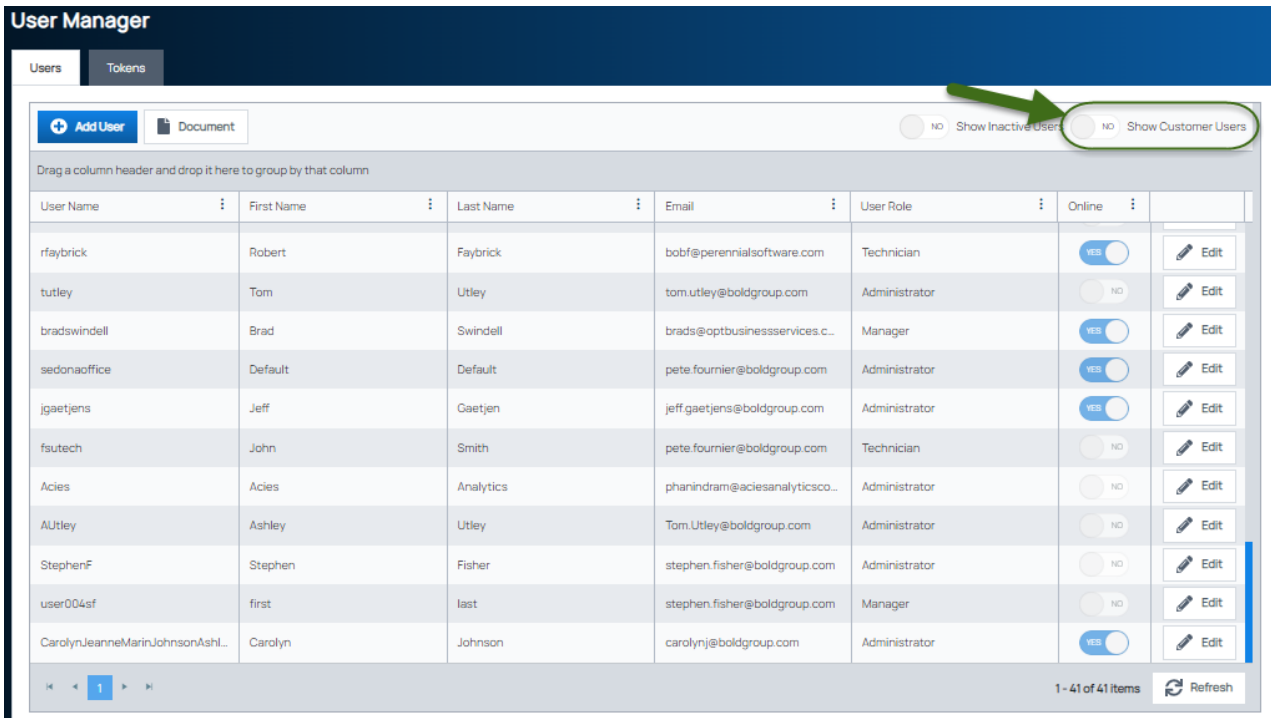 User Manager
Users Tokens
Add User Document NO Show Inactive Users NO Show Customer Users
Drag a column header and drop it here to group by that column
User Name First Name Last Name Email User Role Online
rfaybrick Robert Faybrick bobf@perennialsoftware.com Technician YES Edit
tutley Tom Utley tom.utley@boldgroup.com Administrator NO Edit
bradswindell Brad Swindell brads@optbusinessservices.c... Manager YES Edit
sedonaoffice Default Default pete.fournier@boldgroup.com Administrator YES Edit
jgaetjens Jeff Gaetjen jeff.gaetjens@boldgroup.com Administrator YES Edit
fsutech John Smith pete.fournier@boldgroup.com Technician NO Edit
Acies Acies Analytics phanindram@aciesanalyticsco... Administrator NO Edit
AUtley Ashley Utley Tom.Utley@boldgroup.com Administrator NO Edit
StephenF Stephen Fisher stephen.fisher@boldgroup.com Administrator NO Edit
user004sf first last stephen.fisher@boldgroup.com Manager NO Edit
CarolynJeanneMarinJohnsonAshl... Carolyn Johnson carolynj@boldgroup.com Administrator YES Edit
1 1 - 41 of 41 items Refresh